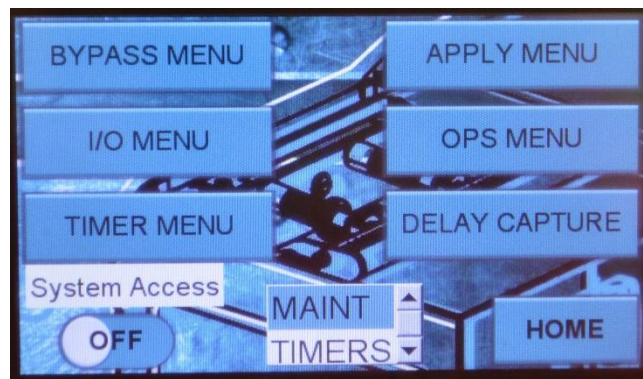 BYPASS MENU
APPLY MENU
I/O MENU
OPS MENU
TIMER MENU
DELAY CAPTURE
System Access
OFF
MAINT
TIMERS
HOME